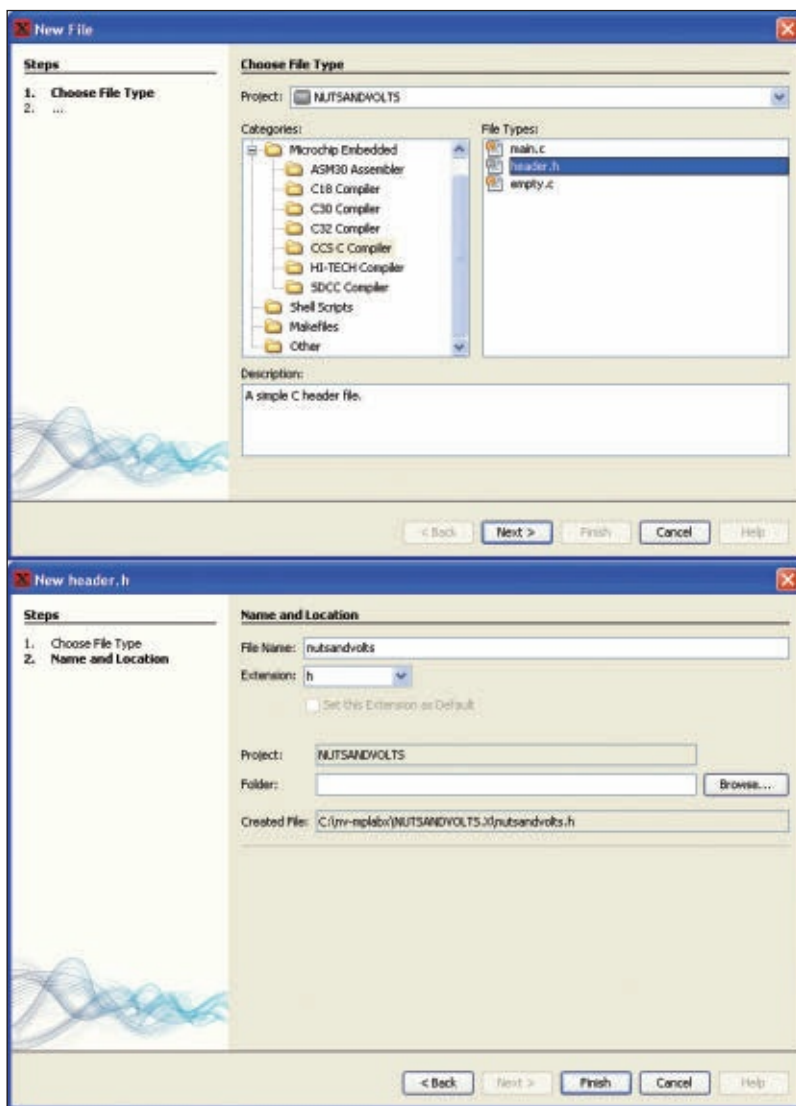 New File
Steps
1. Choose File Type
2. ...
Choose File Type
Project: NUTSANDVOLTS
Categories:
Microchip Embedded
ASM30 Assembler
C18 Compiler
C30 Compiler
C32 Compiler
CCS C Compiler
HI-TECH Compiler
SDCC Compiler
Shell Scripts
Makefiles
Other
File Types:
main.c
header.h
empty.c
Description:
A simple C header file.
< Back Next > Finish Cancel Help
New header.h
Steps
1. Choose File Type
2. Name and Location
Name and Location
File Name: nutsandvolts
Extension: h
Set this Extension as Default
Project: NUTSANDVOLTS
Folder: Browse...
Created File: C:\nv-mplabx\NUTSANDVOLTS.X\nutsandvolts.h
< Back Next > Finish Cancel Help